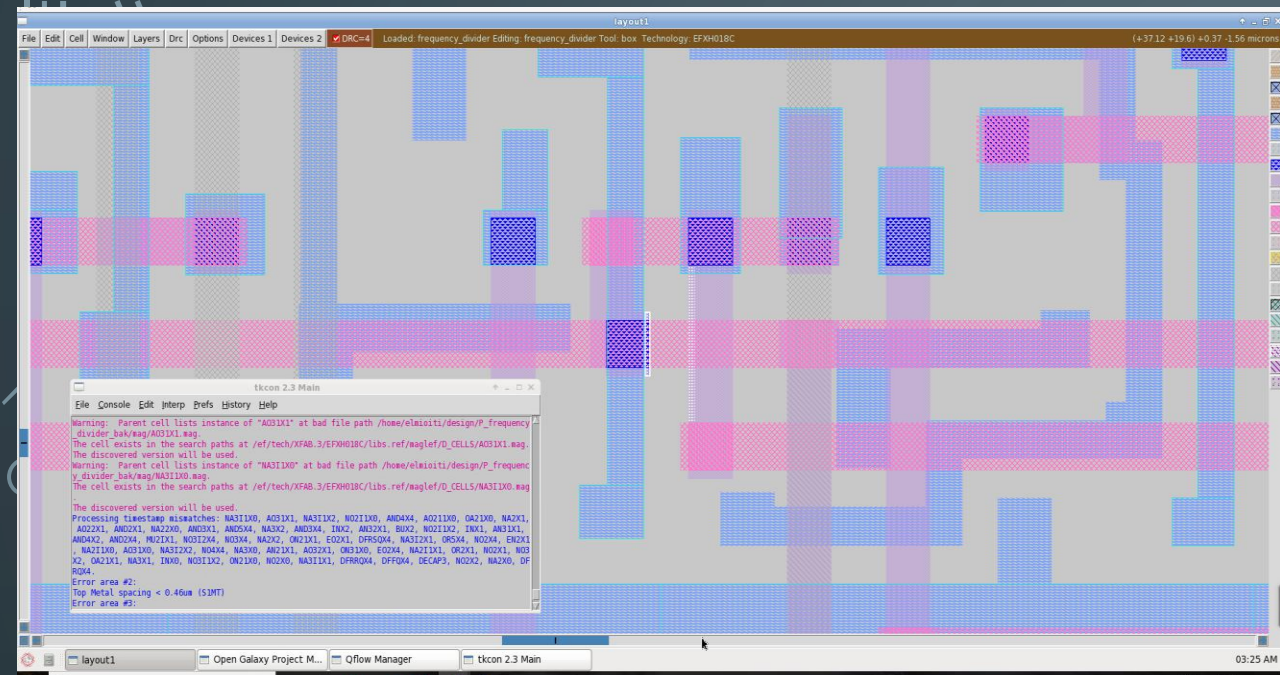 layout1
File Edit Cell Window Layers Drc Options Devices 1 Devices 2 DRC=4 Loaded: frequency_divider Editing: frequency_divider Tool: box Technology: EFXH018C (+37.12 +19.6) +0.37 -1.56 microns
tkcon 2.3 Main
File Console Edit Interp Prefs History Help
Warning: Parent cell lists instance of "AO31X1" at bad file path /home/elmioiti/design/P_frequency
_divider_bak/mag/AO31X1.mag.
The cell exists in the search paths at /ef/tech/XFAB.3/EFXH018C/libs.ref/maglef/D_CELLS/AO31X1.mag.
The discovered version will be used.
Warning: Parent cell lists instance of "NA3I1X0" at bad file path /home/elmioiti/design/P_frequenc
y_divider_bak/mag/NA3I1X0.mag.
The cell exists in the search paths at /ef/tech/XFAB.3/EFXH018C/libs.ref/maglef/D_CELLS/NA3I1X0.mag
.
The discovered version will be used.
Processing timestamp mismatches: NA3I1X0, AO31X1, NA3I1X2, NO2I1X0, AND4X4, AO211X0, OA21X0, NA2X1,
AO22X1, AND2X1, NA22X0, AND3X1, AND5X4, NA3X2, AND3X4, INX2, AN32X1, BUX2, NO2I1X2, INX1, AN31X1,
AND4X2, AND2X4, MU2IX1, NO3I2X4, NO3X4, NA2X2, ON21X1, EO2X1, DFRSQX4, NA3I2X1, OR5X4, NO2X4, EN2X1
, NA2I1X0, AO31X0, NA3I2X2, NO4X4, NA3X0, AN21X1, AO32X1, ON31X0, EO2X4, NA2I1X1, OR2X1, NO2X1, NO3
X2, OA21X1, NA3X1, INX0, NO3I1X2, ON21X0, NO2X0, NA3I1X1, DFRRQX4, DFFQX4, DECAP3, NO2X2, NA2X0, DF
RQX4.
Error area #2:
Top Metal spacing < 0.46um (S1MT)
Error area #3:
layout1 Open Galaxy Project M... Qflow Manager tkcon 2.3 Main 03:25 AM